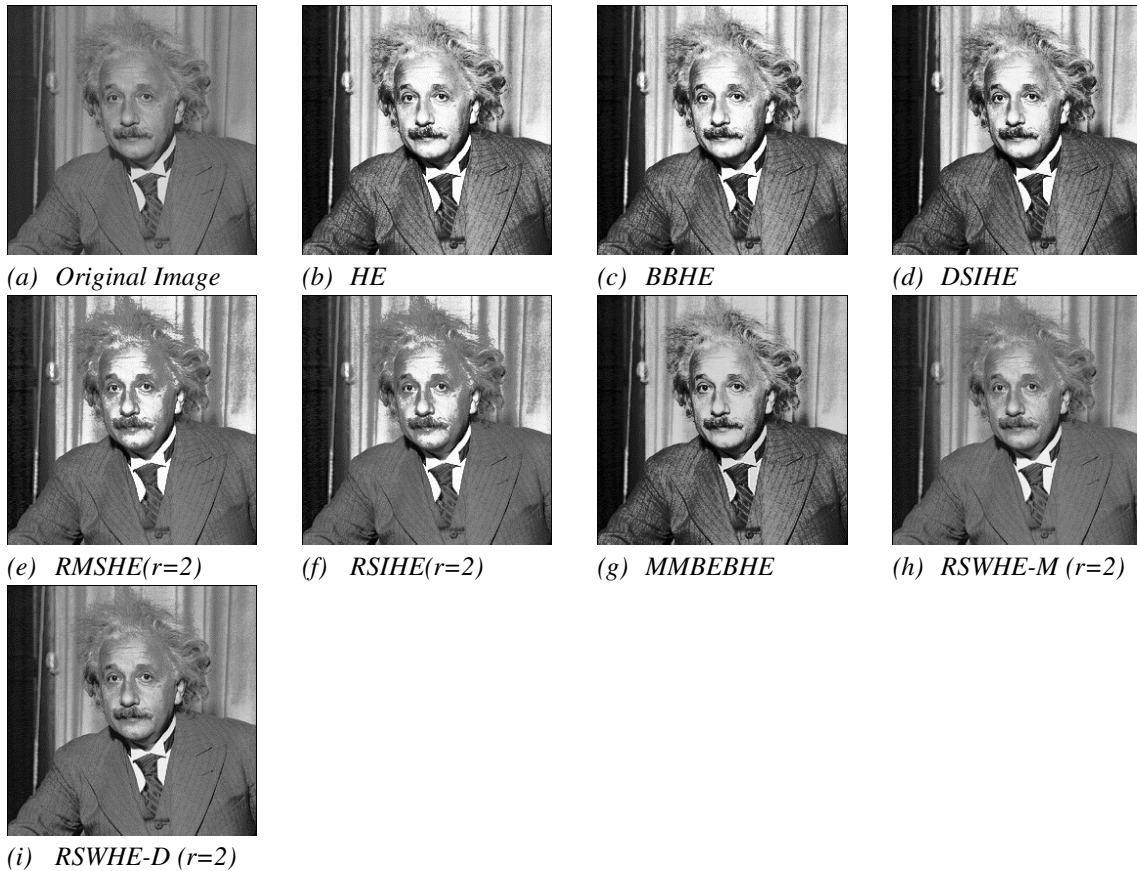 (a) Original Image
(b) HE
(c) BBHE
(d) DSIHE
(e) RMSHE(r=2)
(f) RSIHE(r=2)
(g) MMBEBHE
(h) RSWHE-M (r=2)
(i) RSWHE-D (r=2)